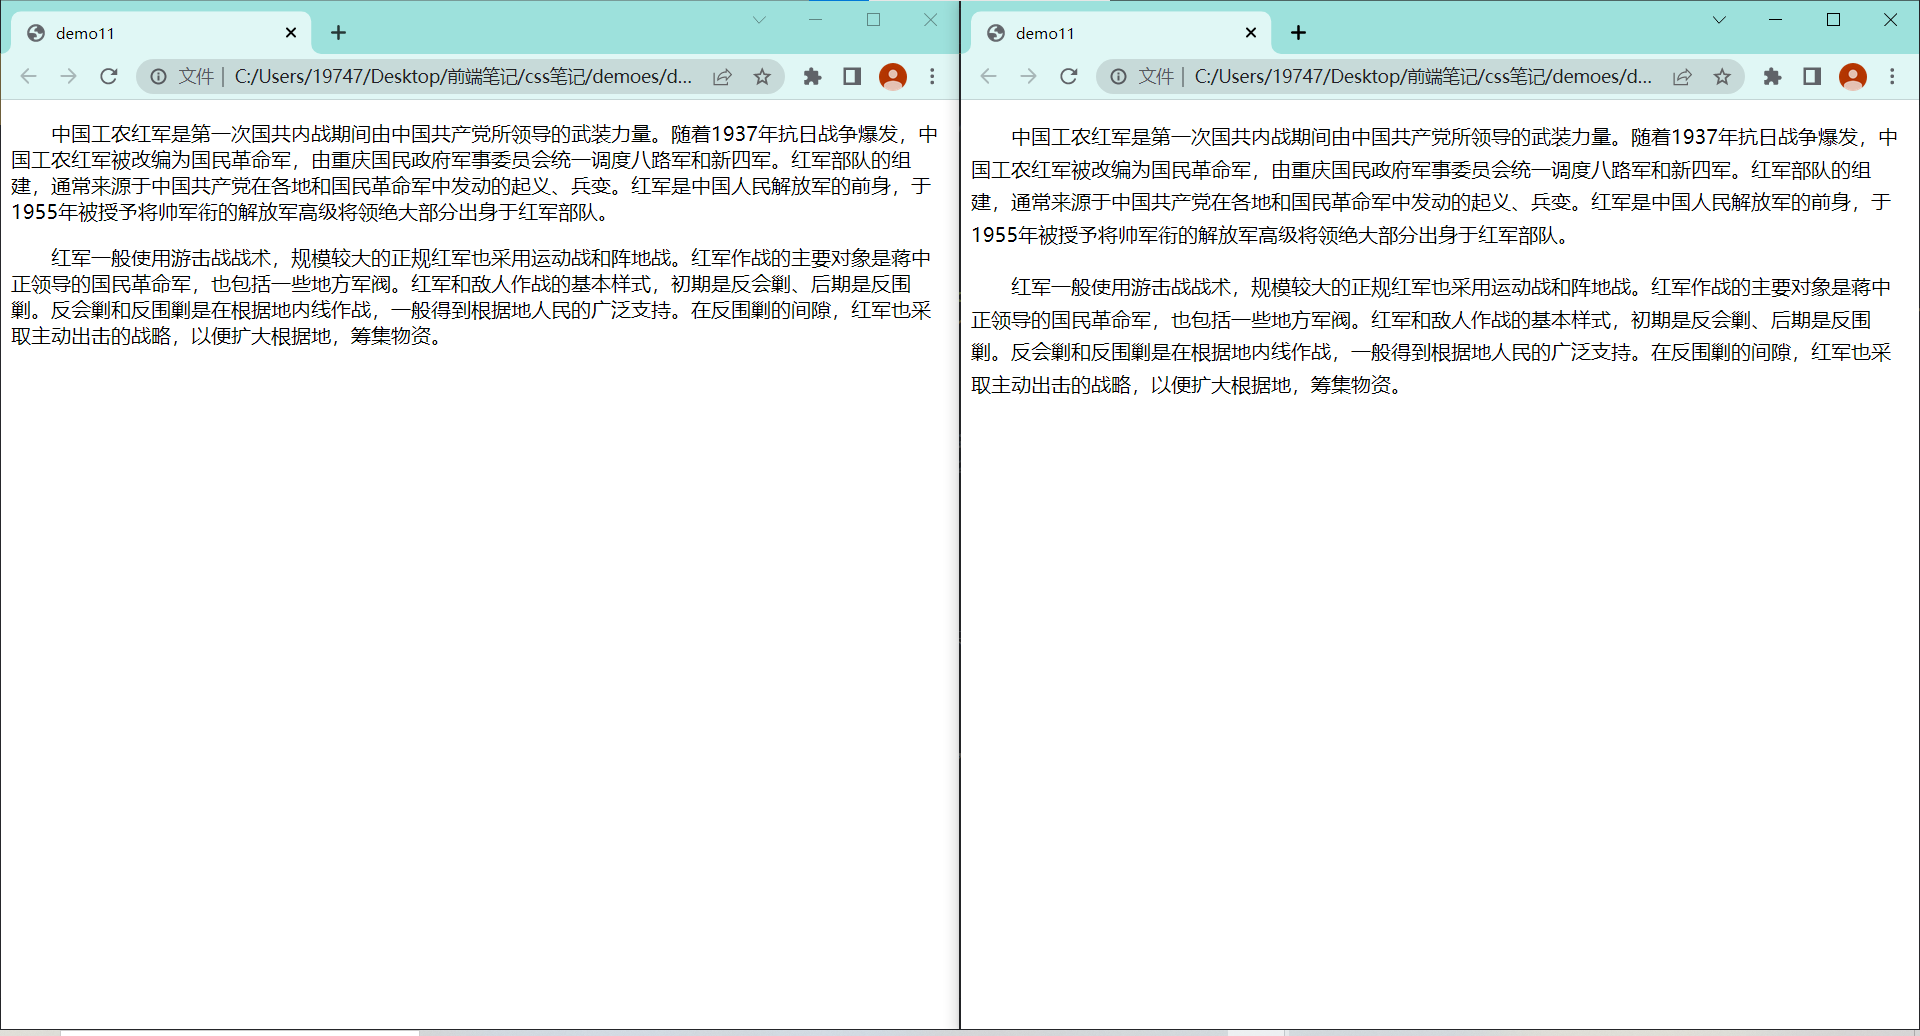 demo11
文件 | C:/Users/19747/Desktop/前端笔记/css笔记/demoes/d...
中国工农红军是第一次国共内战期间由中国共产党所领导的武装力量。随着1937年抗日战争爆发，中
国工农红军被改编为国民革命军，由重庆国民政府军事委员会统一调度八路军和新四军。红军部队的组
建，通常来源于中国共产党在各地和国民革命军中发动的起义、兵变。红军是中国人民解放军的前身，于
1955年被授予将帅军衔的解放军高级将领绝大部分出身于红军部队。
红军一般使用游击战战术，规模较大的正规红军也采用运动战和阵地战。红军作战的主要对象是蒋中
正领导的国民革命军，也包括一些地方军阀。红军和敌人作战的基本样式，初期是反会剿、后期是反围
剿。反会剿和反围剿是在根据地内线作战，一般得到根据地人民的广泛支持。在反围剿的间隙，红军也采
取主动出击的战略，以便扩大根据地，筹集物资。
demo11
文件 | C:/Users/19747/Desktop/前端笔记/css笔记/demoes/d...
中国工农红军是第一次国共内战期间由中国共产党所领导的武装力量。随着1937年抗日战争爆发，中
国工农红军被改编为国民革命军，由重庆国民政府军事委员会统一调度八路军和新四军。红军部队的组
建，通常来源于中国共产党在各地和国民革命军中发动的起义、兵变。红军是中国人民解放军的前身，于
1955年被授予将帅军衔的解放军高级将领绝大部分出身于红军部队。
红军一般使用游击战战术，规模较大的正规红军也采用运动战和阵地战。红军作战的主要对象是蒋中
正领导的国民革命军，也包括一些地方军阀。红军和敌人作战的基本样式，初期是反会剿、后期是反围
剿。反会剿和反围剿是在根据地内线作战，一般得到根据地人民的广泛支持。在反围剿的间隙，红军也采
取主动出击的战略，以便扩大根据地，筹集物资。